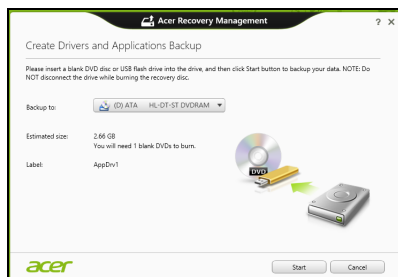 Acer Recovery Management
? X
Create Drivers and Applications Backup
Please insert a blank DVD disc or USB flash drive into the drive, and then click Start button to backup your data. NOTE: Do
NOT disconnect the drive while burning the recovery disc.
Backup to: (D) ATA HL-DT-ST DVDRAM
Estimated size: 2.66 GB
You will need 1 blank DVDs to burn.
Label: AppDrv1
DVD
acer Start Cancel